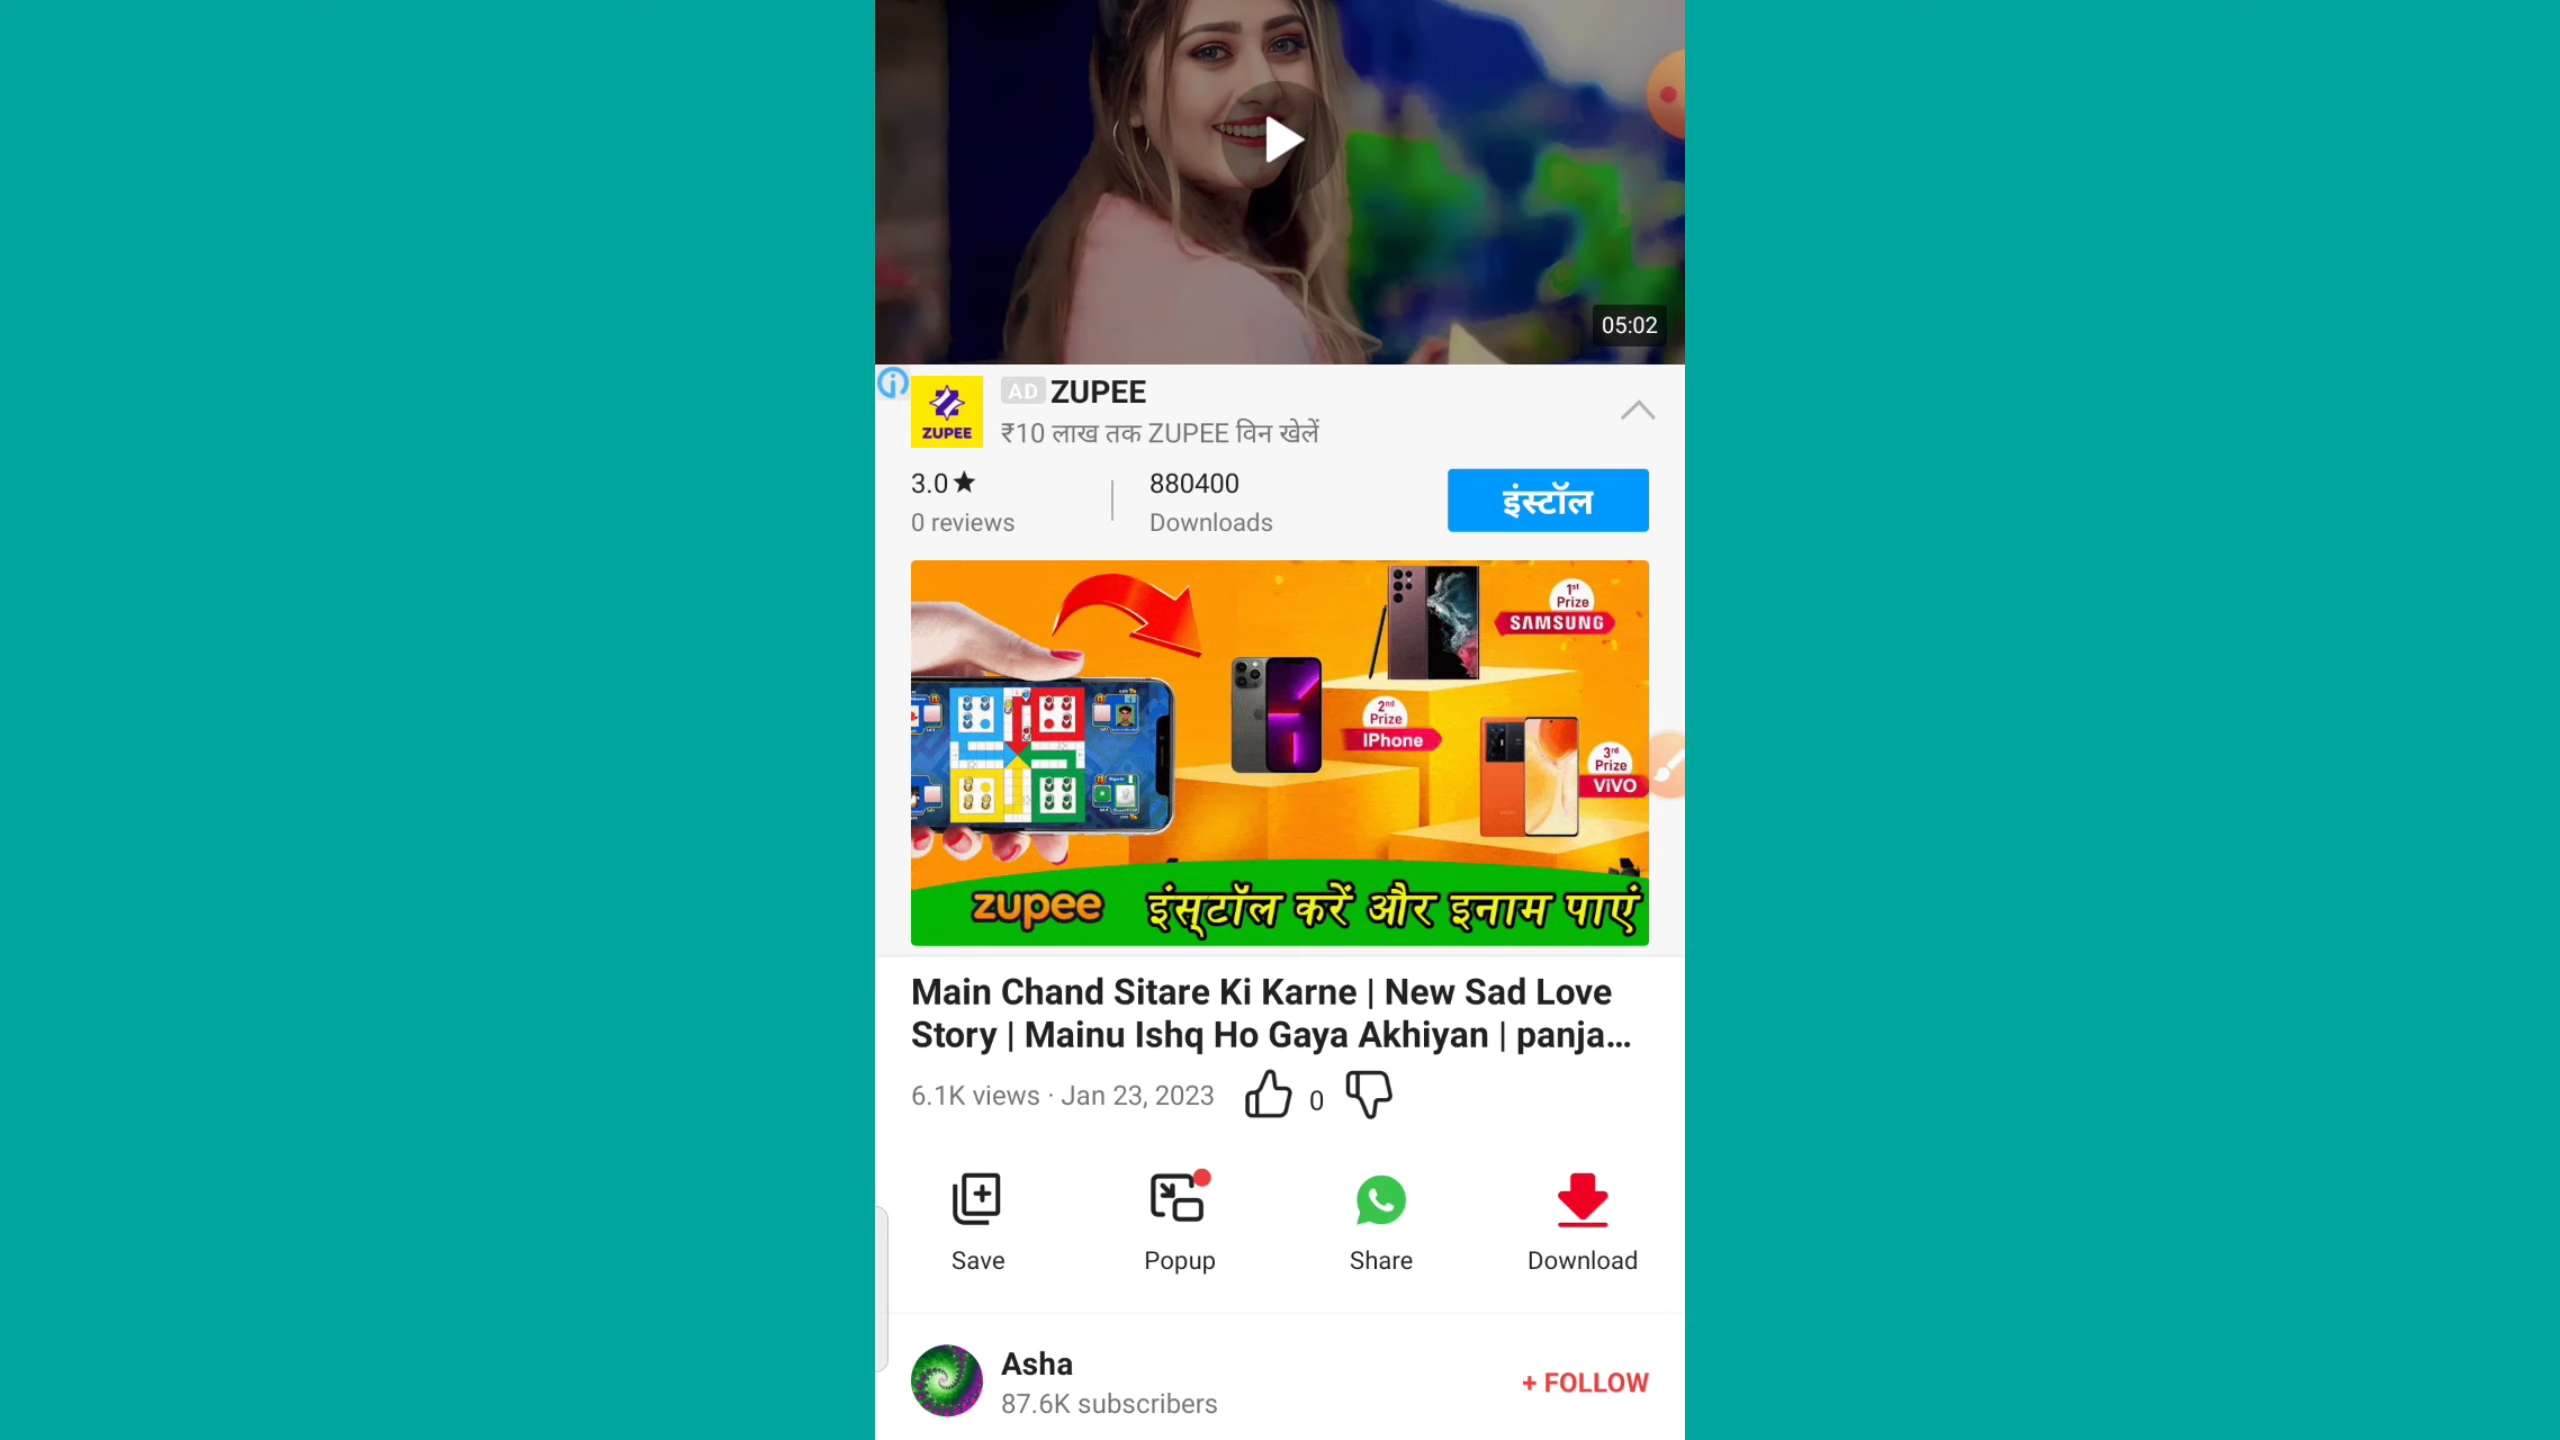 05:02
ZUPEE
AD ZUPEE
₹10 लाख तक ZUPEE विन खेलें
3.0★
0 reviews
880400
Downloads
इंस्टॉल
1st
Prize
SAMSUNG
2nd
Prize
IPhone
3rd
Prize
ViVO
zupee इंस्टॉल करें और इनाम पाएं
Main Chand Sitare Ki Karne | New Sad Love
Story | Mainu Ishq Ho Gaya Akhiyan | panja...
6.1K views · Jan 23, 2023 0
Save Popup Share Download
Asha
87.6K subscribers
+ FOLLOW